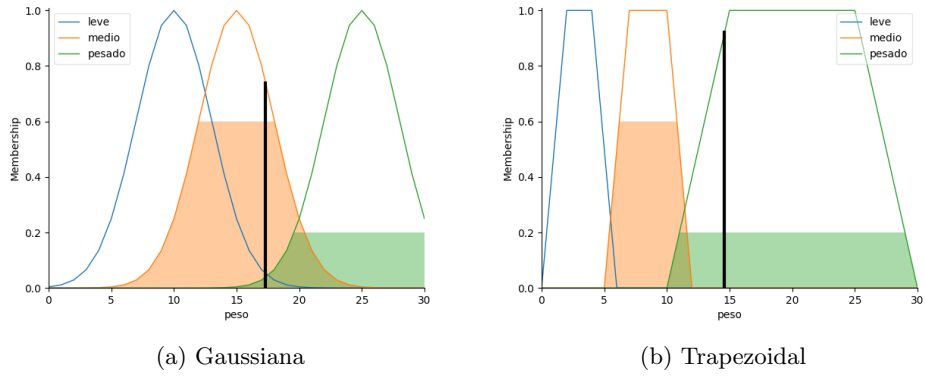 1.0
0.8
0.6
0.4
0.2
0.0
Membership
leve
medio
pesado
0 5 10 15 20 25 30
peso
(a) Gaussiana
1.0
0.8
0.6
0.4
0.2
0.0
Membership
leve
medio
pesado
0 5 10 15 20 25 30
peso
(b) Trapezoidal